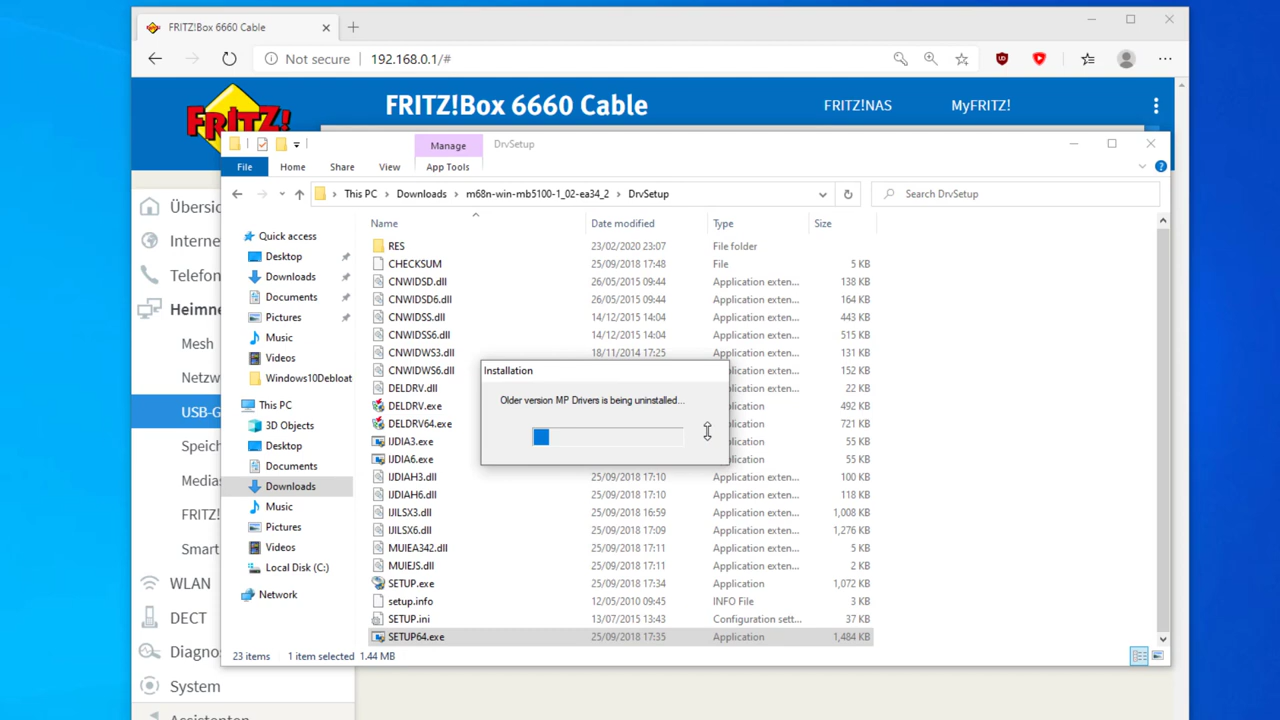 FRITZ!Box 6660 Cable
Not secure 192.168.0.1/#
FRITZ!
FRITZ!Box 6660 Cable FRITZ!NAS MyFRITZ!
Manage DrvSetup
File Home Share View App Tools
This PC Downloads m68n-win-mb5100-1_02-ea34_2 DrvSetup Search DrvSetup
Name Date modified Type Size
Übersic
Interne
Telefon
Heimne
Mesh
Netzw
USB-G
Speich
Medias
FRITZ!
Smart
WLAN
DECT
Diagno
System
Assistenten
Quick access
Desktop
Downloads
Documents
Pictures
Music
Videos
Windows10Debloat
This PC
3D Objects
Desktop
Documents
Downloads
Music
Pictures
Videos
Local Disk (C:)
Network
RES 23/02/2020 23:07 File folder
CHECKSUM 25/09/2018 17:48 File 5 KB
CNWIDSD.dll 26/05/2015 09:44 Application exten... 138 KB
CNWIDSD6.dll 26/05/2015 09:44 Application exten... 164 KB
CNWIDSS.dll 14/12/2015 14:04 Application exten... 443 KB
CNWIDSS6.dll 14/12/2015 14:04 Application exten... 515 KB
CNWIDWS3.dll 18/11/2014 17:25 Application exten... 131 KB
CNWIDWS6.dll Application exten... 152 KB
DELDRV.dll Application exten... 22 KB
DELDRV.exe Application 492 KB
DELDRV64.exe Application 721 KB
IJDIA3.exe Application 55 KB
IJDIA6.exe Application 55 KB
IJDIAH3.dll 25/09/2018 17:10 Application exten... 100 KB
IJDIAH6.dll 25/09/2018 17:10 Application exten... 118 KB
IJILSX3.dll 25/09/2018 16:59 Application exten... 1,008 KB
IJILSX6.dll 25/09/2018 17:09 Application exten... 1,276 KB
MUIEA342.dll 25/09/2018 17:11 Application exten... 5 KB
MUIEJS.dll 25/09/2018 17:11 Application exten... 2 KB
SETUP.exe 25/09/2018 17:34 Application 1,072 KB
setup.info 12/05/2010 09:45 INFO File 3 KB
SETUP.ini 13/07/2015 13:43 Configuration sett... 37 KB
SETUP64.exe 25/09/2018 17:35 Application 1,484 KB
Installation
Older version MP Drivers is being uninstalled...
23 items 1 item selected 1.44 MB